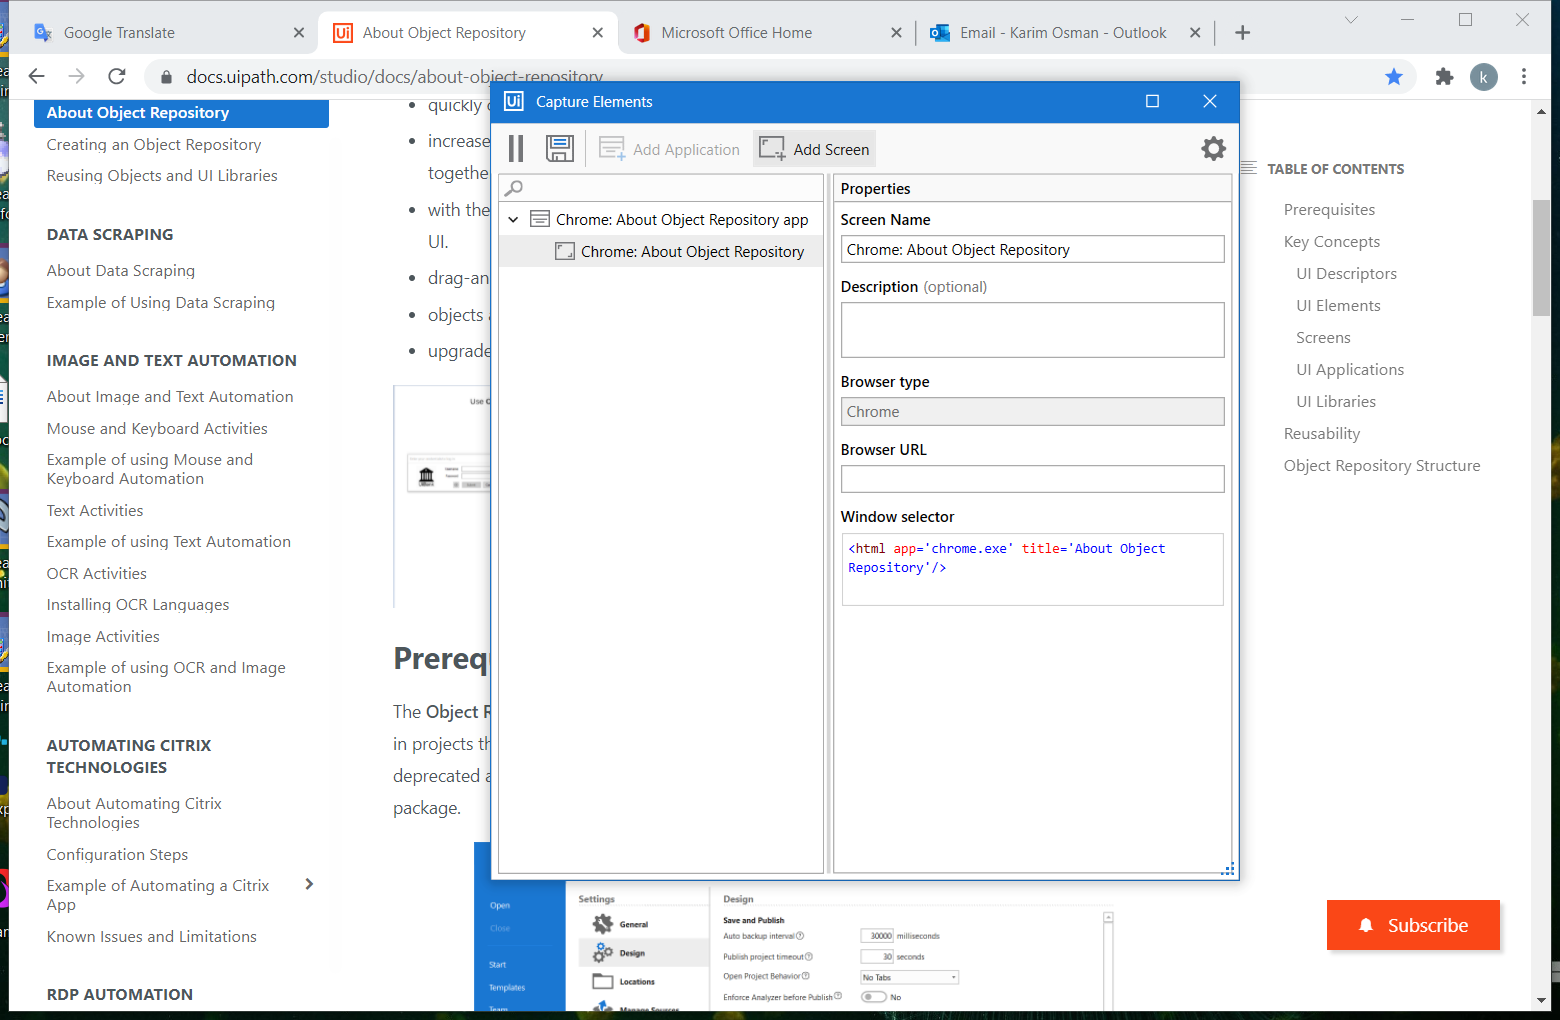 Google Translate
About Object Repository
Microsoft Office Home
Email - Karim Osman - Outlook
docs.uipath.com/studio/docs/about-object-repository
k
About Object Repository
Creating an Object Repository
Reusing Objects and UI Libraries
DATA SCRAPING
About Data Scraping
Example of Using Data Scraping
IMAGE AND TEXT AUTOMATION
About Image and Text Automation
Mouse and Keyboard Activities
Example of using Mouse and
Keyboard Automation
Text Activities
Example of using Text Automation
OCR Activities
Installing OCR Languages
Image Activities
Example of using OCR and Image
Automation
AUTOMATING CITRIX
TECHNOLOGIES
About Automating Citrix
Technologies
Configuration Steps
Example of Automating a Citrix
App
Known Issues and Limitations
RDP AUTOMATION
quickly
increase
togethe
with the
UI.
drag-an
objects
upgrade
Use
Prereq
The Object R
in projects th
deprecated a
package.
Ui Capture Elements
Add Application
Add Screen
Chrome: About Object Repository app
Chrome: About Object Repository
Properties
Screen Name
Chrome: About Object Repository
Description (optional)
Browser type
Chrome
Browser URL
Window selector
<html app='chrome.exe' title='About Object
Repository'/>
TABLE OF CONTENTS
Prerequisites
Key Concepts
UI Descriptors
UI Elements
Screens
UI Applications
UI Libraries
Reusability
Object Repository Structure
Open
Close
Start
Templates
Team
Settings
General
Design
Locations
Manage Sources
Design
Save and Publish
Auto backup interval 30000 milliseconds
Publish project timeout 30 seconds
Open Project Behavior No Tabs
Enforce Analyzer before Publish No
Subscribe